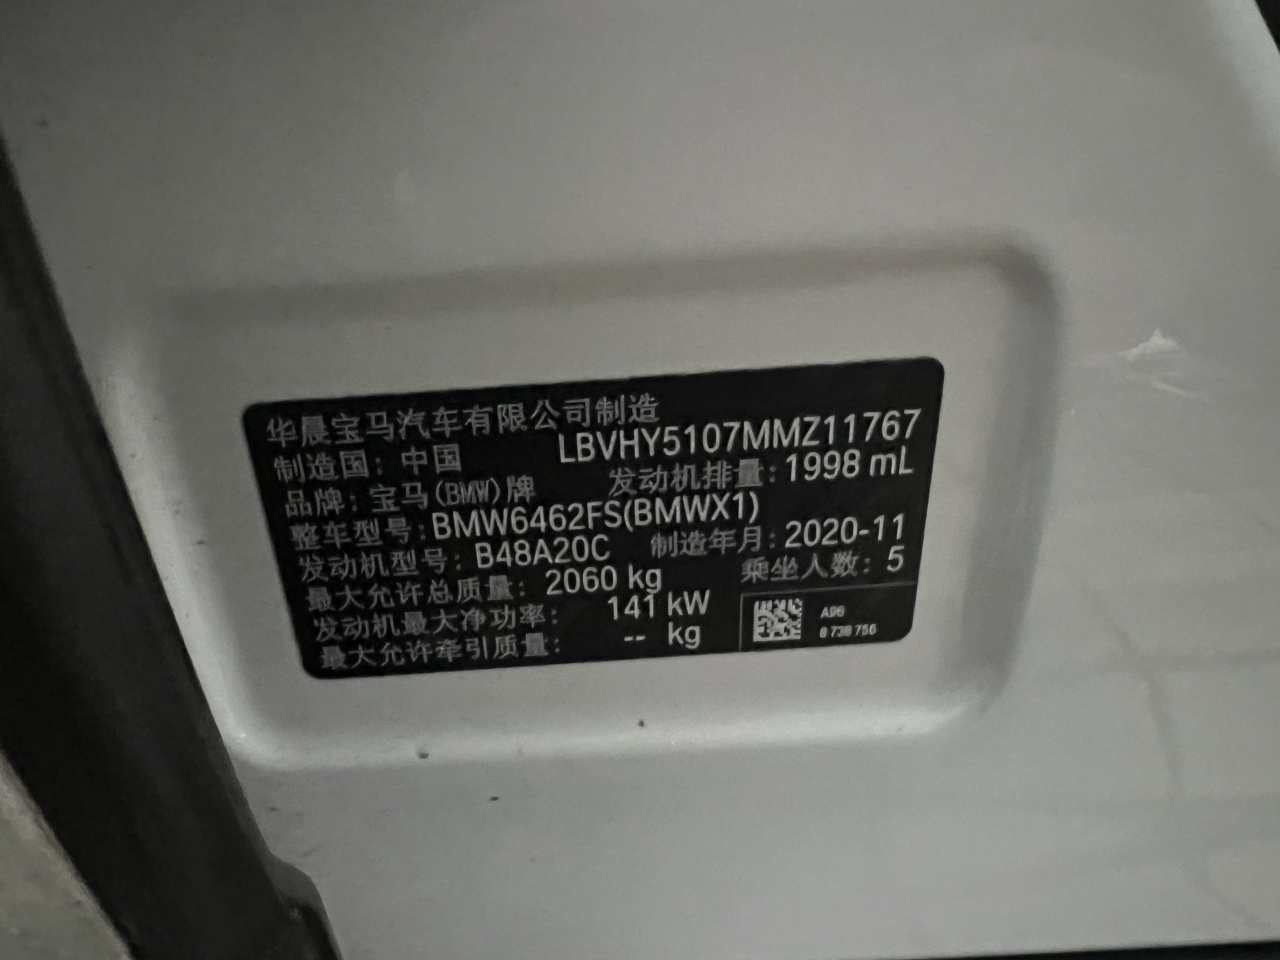 华晨宝马汽车有限公司制造
制造国：中国 LBVHY5107MMZ11767
品牌：宝马(BMW)牌 发动机排量：1998 mL
整车型号：BMW6462FS(BMWX1)
发动机型号：B48A20C 制造年月：2020-11
最大允许总质量：2060 kg 乘坐人数：5
发动机最大净功率：141 kW
最大允许牵引质量：-- kg
A96
8 738 756